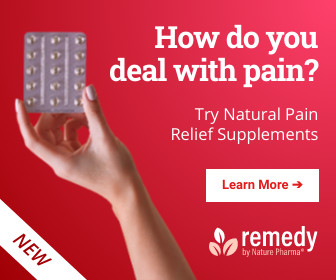 How do you
deal with pain?
Try Natural Pain
Relief Supplements
Learn More ➔
NEW
remedy
by Nature Pharma®